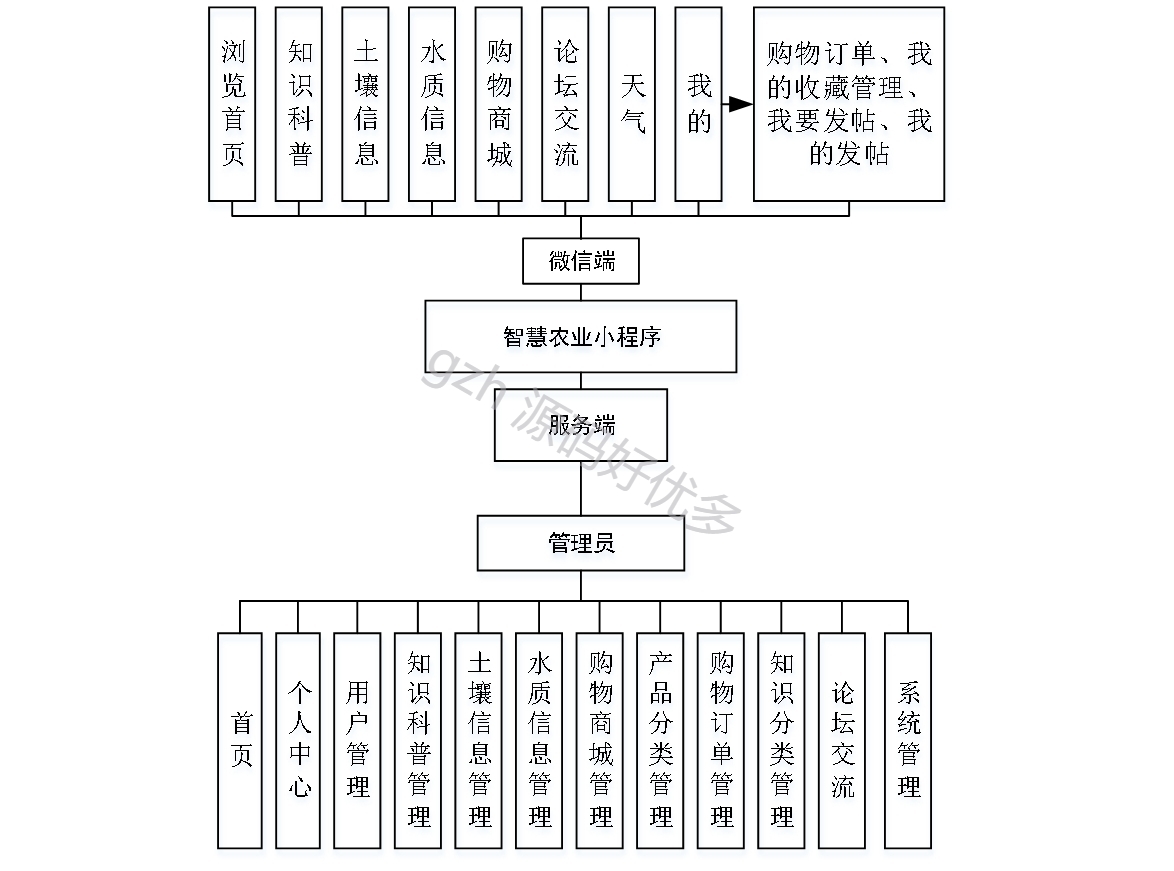 浏览首页
知识科普
土壤信息
水质信息
购物商城
论坛交流
天气
我的
购物订单、我
的收藏管理、
我要发帖、我
的发帖
微信端
智慧农业小程序
gzh 源码好优多
服务端
管理员
首页
个人中心
用户管理
知识科普管理
土壤信息管理
水质信息管理
购物商城管理
产品分类管理
购物订单管理
知识分类管理
论坛交流
系统管理